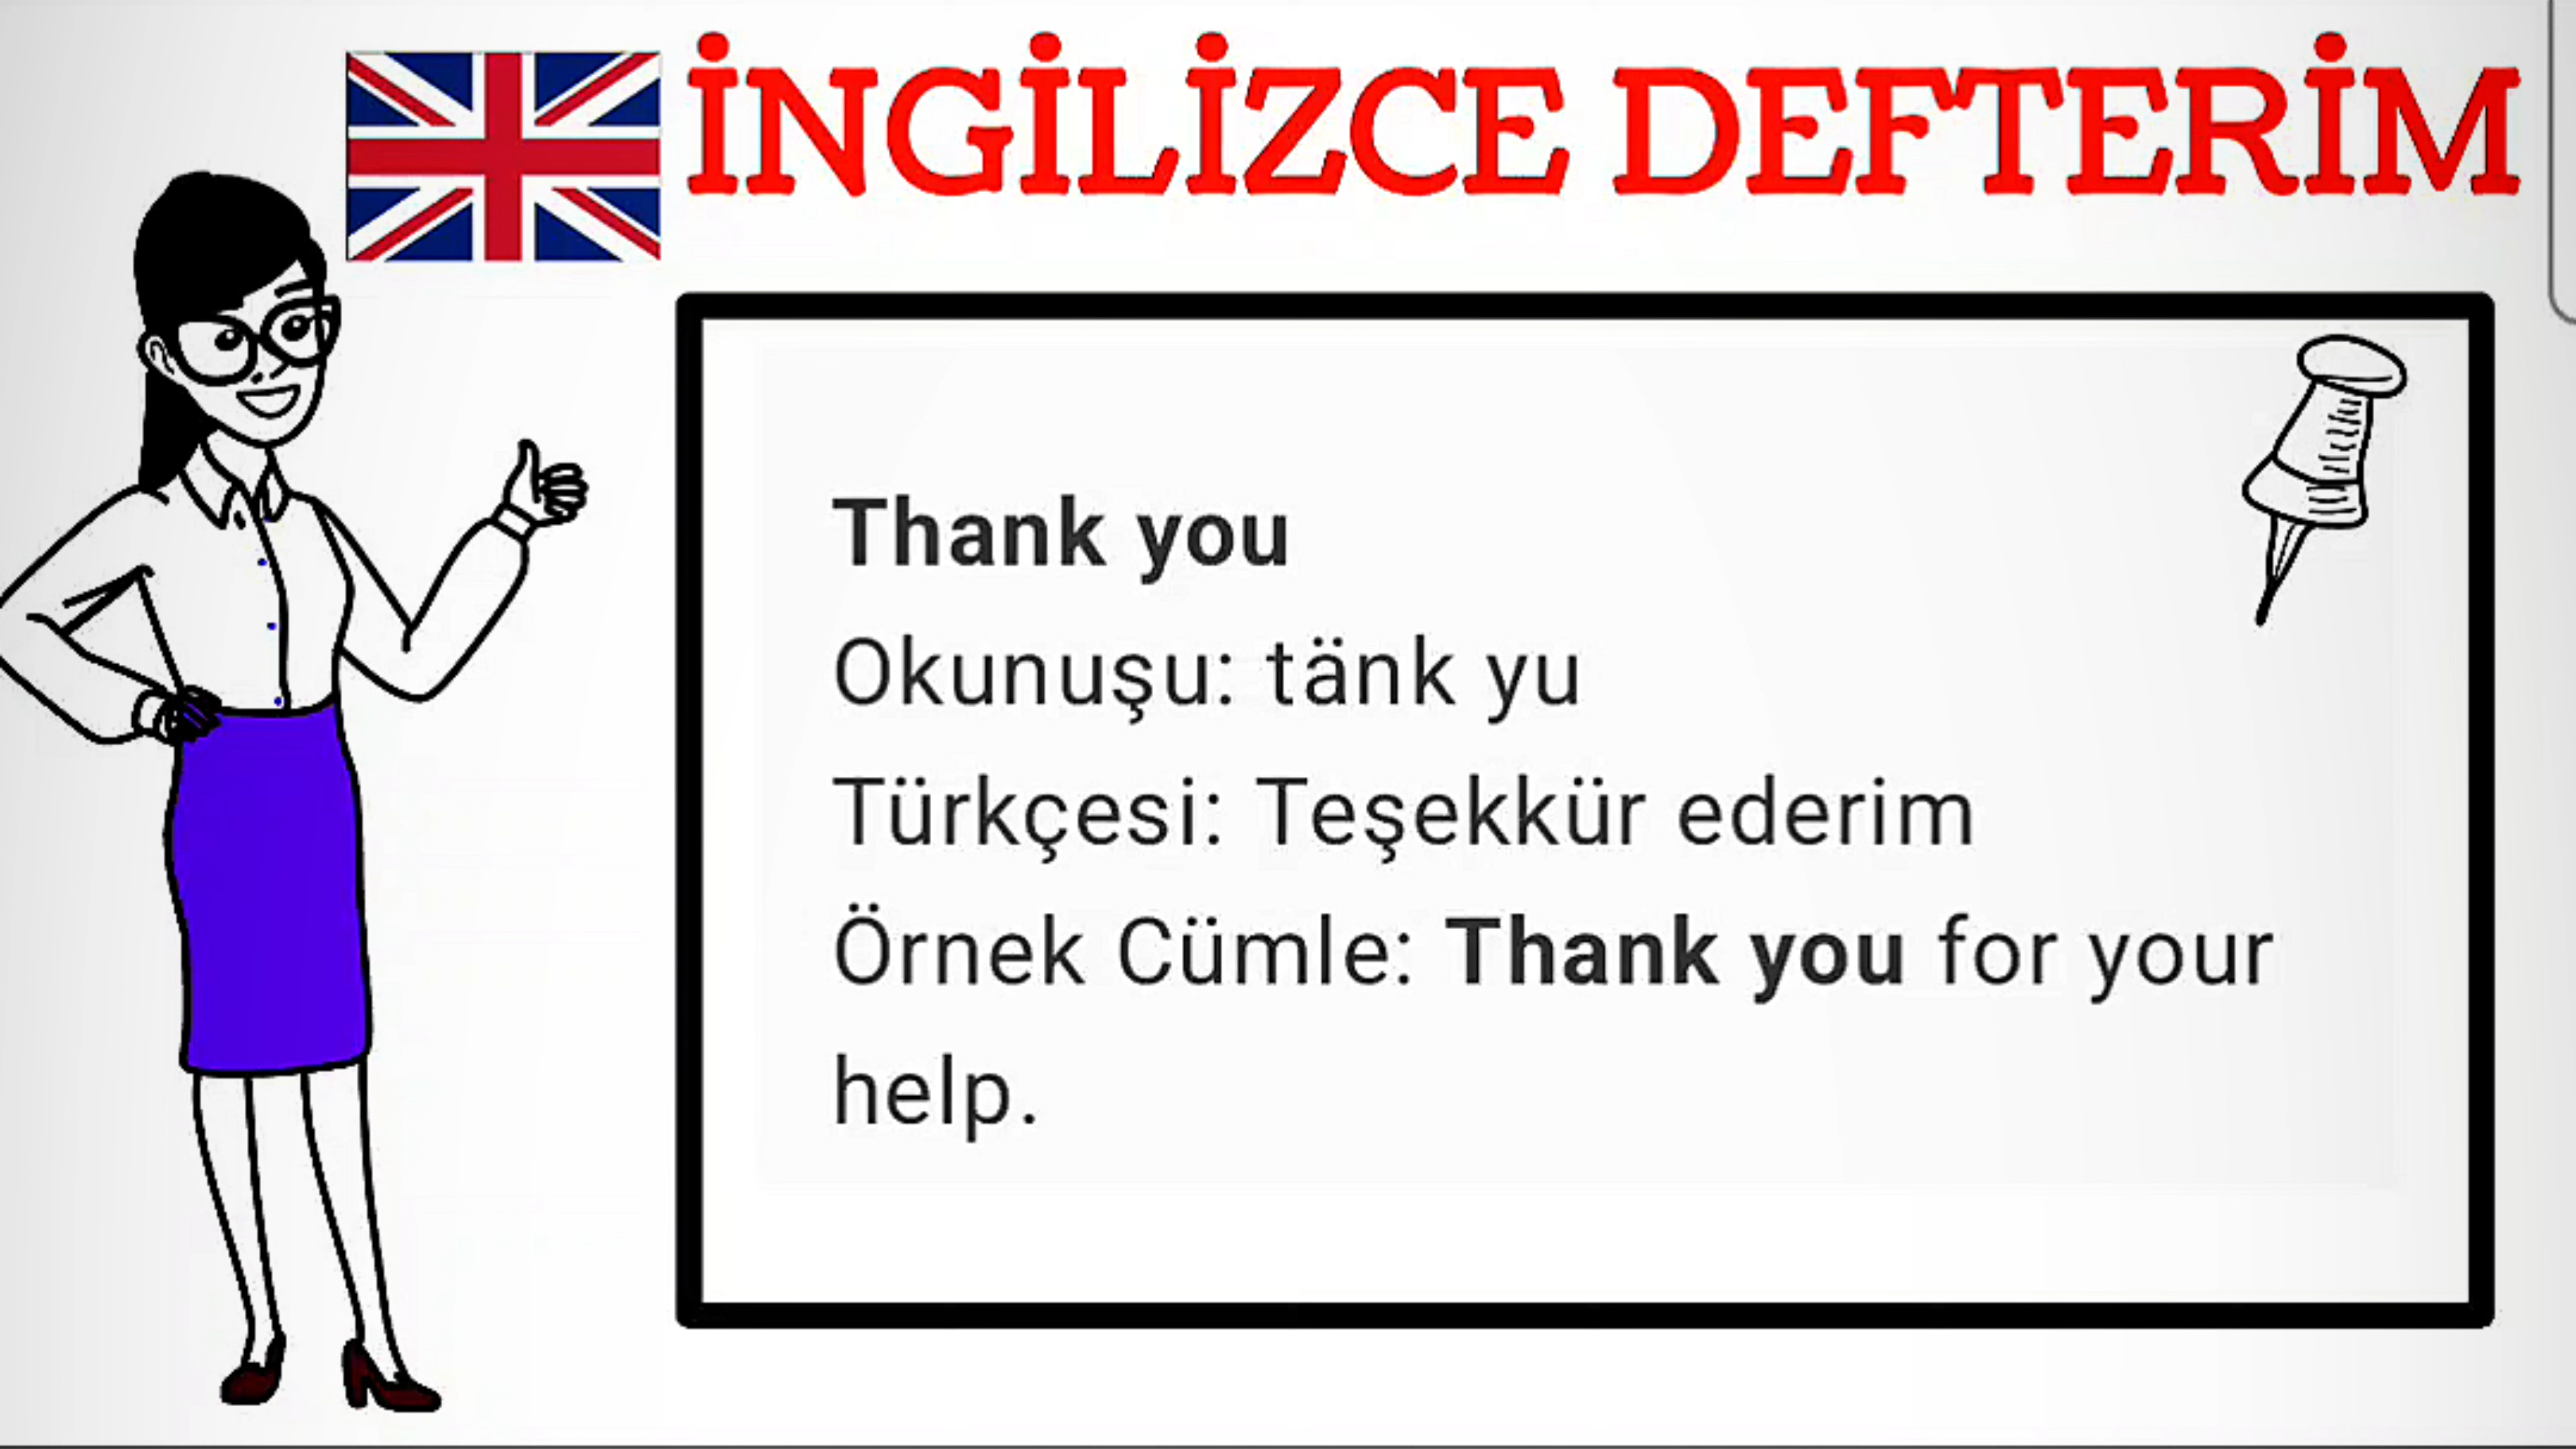 İNGİLİZCE DEFTERİM
Thank you
Okunuşu: tänk yu
Türkçesi: Teşekkür ederim
Örnek Cümle: Thank you for your
help.